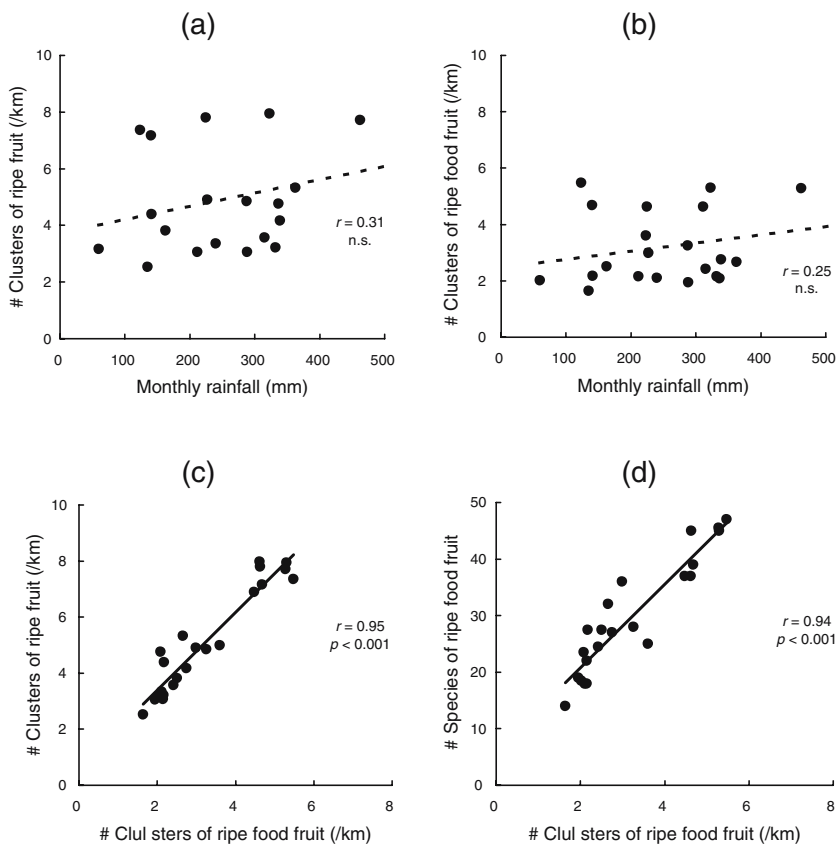 (a)
# Clusters of ripe fruit (/km)
10
8
6
4
2
0
0 100 200 300 400 500
Monthly rainfall (mm)
r = 0.31
n.s.
(b)
# Clusters of ripe food fruit (/km)
10
8
6
4
2
0
0 100 200 300 400 500
Monthly rainfall (mm)
r = 0.25
n.s.
(c)
# Clusters of ripe fruit (/km)
10
8
6
4
2
0
0 2 4 6 8
# Clul sters of ripe food fruit (/km)
r = 0.95
p < 0.001
(d)
# Species of ripe food fruit
50
40
30
20
10
0
0 2 4 6 8
# Clul sters of ripe food fruit (/km)
r = 0.94
p < 0.001